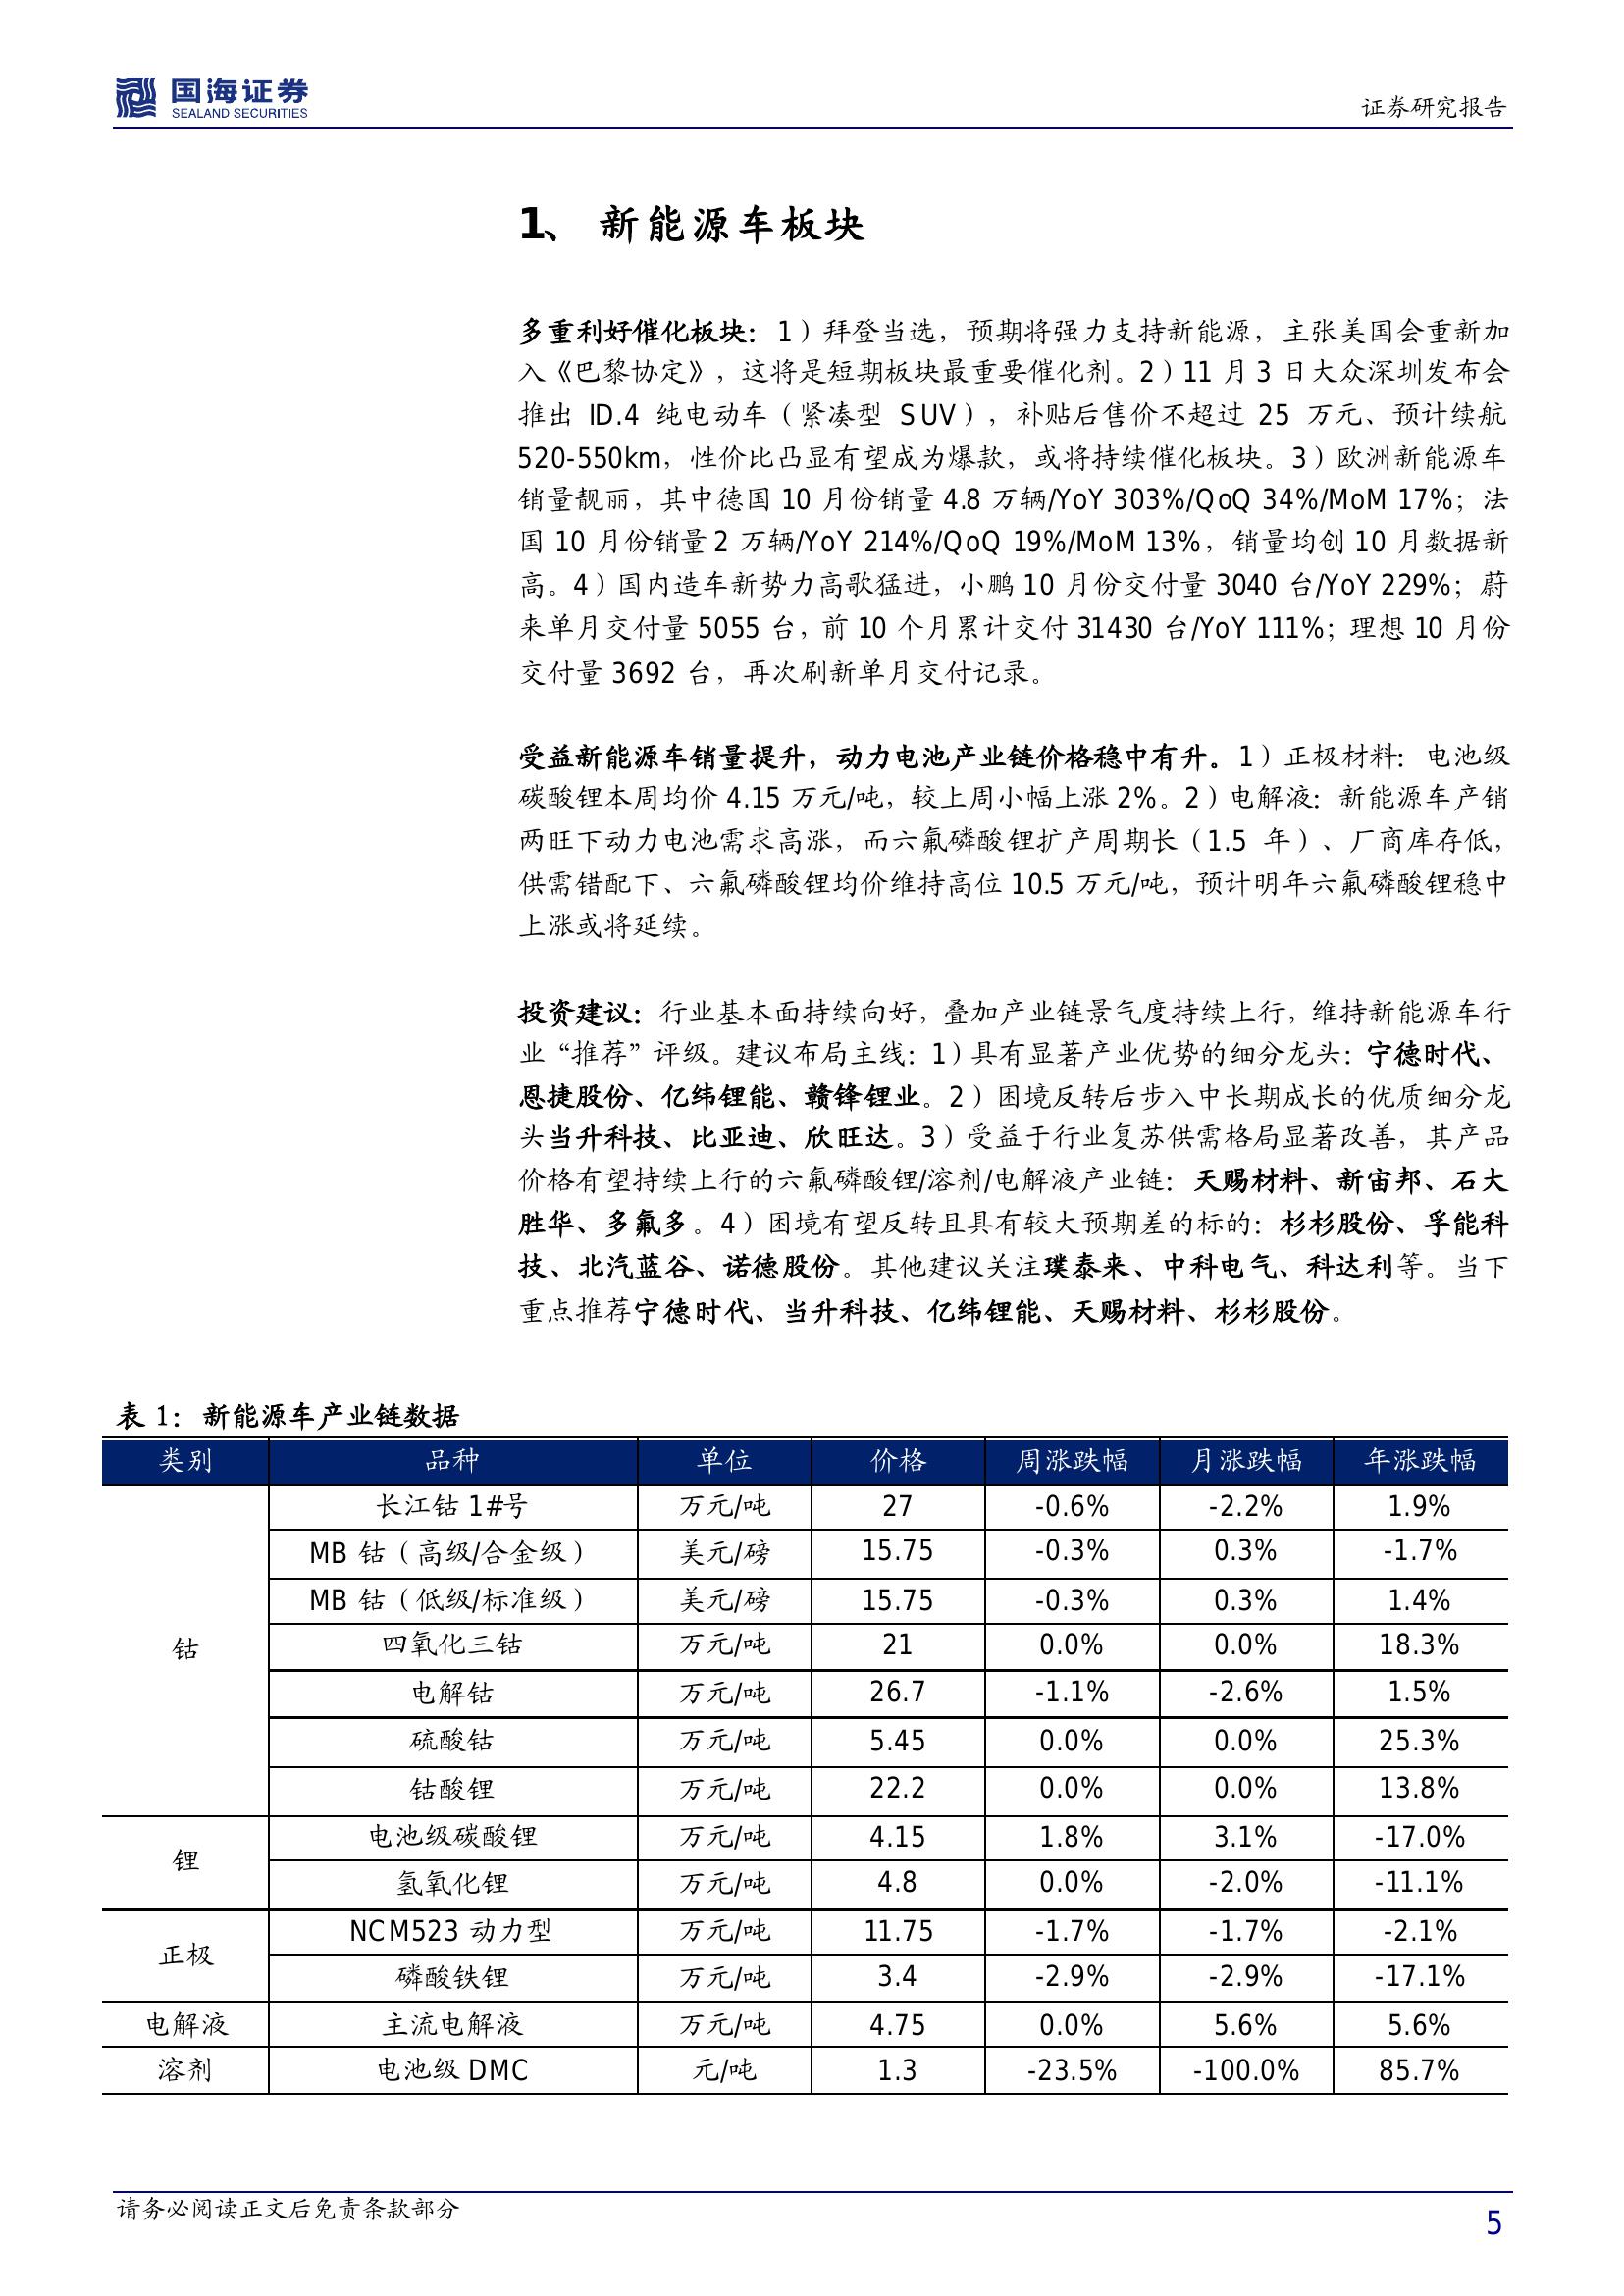 国海证券
SEALAND SECURITIES
证券研究报告
1、 新能源车板块
多重利好催化板块：1）拜登当选，预期将强力支持新能源，主张美国会重新加
入《巴黎协定》，这将是短期板块最重要催化剂。2）11 月 3 日大众深圳发布会
推出 ID.4 纯电动车（紧凑型 SUV），补贴后售价不超过 25 万元、预计续航
520-550km，性价比凸显有望成为爆款，或将持续催化板块。3）欧洲新能源车
销量靓丽，其中德国 10 月份销量 4.8 万辆/YoY 303%/QoQ 34%/MoM 17%；法
国 10 月份销量 2 万辆/YoY 214%/QoQ 19%/MoM 13%，销量均创 10 月数据新
高。4）国内造车新势力高歌猛进，小鹏 10 月份交付量 3040 台/YoY 229%；蔚
来单月交付量 5055 台，前 10 个月累计交付 31430 台/YoY 111%；理想 10 月份
交付量 3692 台，再次刷新单月交付记录。
受益新能源车销量提升，动力电池产业链价格稳中有升。1）正极材料：电池级
碳酸锂本周均价 4.15 万元/吨，较上周小幅上涨 2%。2）电解液：新能源车产销
两旺下动力电池需求高涨，而六氟磷酸锂扩产周期长（1.5 年）、厂商库存低，
供需错配下、六氟磷酸锂均价维持高位 10.5 万元/吨，预计明年六氟磷酸锂稳中
上涨或将延续。
投资建议：行业基本面持续向好，叠加产业链景气度持续上行，维持新能源车行
业“推荐”评级。建议布局主线：1）具有显著产业优势的细分龙头：宁德时代、
恩捷股份、亿纬锂能、赣锋锂业。2）困境反转后步入中长期成长的优质细分龙
头当升科技、比亚迪、欣旺达。3）受益于行业复苏供需格局显著改善，其产品
价格有望持续上行的六氟磷酸锂/溶剂/电解液产业链：天赐材料、新宙邦、石大
胜华、多氟多。4）困境有望反转且具有较大预期差的标的：杉杉股份、孚能科
技、北汽蓝谷、诺德股份。其他建议关注璞泰来、中科电气、科达利等。当下
重点推荐宁德时代、当升科技、亿纬锂能、天赐材料、杉杉股份。
表 1：新能源车产业链数据
类别 品种 单位 价格 周涨跌幅 月涨跌幅 年涨跌幅
长江钴 1#号 万元/吨 27 -0.6% -2.2% 1.9%
MB 钴（高级/合金级） 美元/磅 15.75 -0.3% 0.3% -1.7%
MB 钴（低级/标准级） 美元/磅 15.75 -0.3% 0.3% 1.4%
钴 四氧化三钴 万元/吨 21 0.0% 0.0% 18.3%
电解钴 万元/吨 26.7 -1.1% -2.6% 1.5%
硫酸钴 万元/吨 5.45 0.0% 0.0% 25.3%
钴酸锂 万元/吨 22.2 0.0% 0.0% 13.8%
锂 电池级碳酸锂 万元/吨 4.15 1.8% 3.1% -17.0%
氢氧化锂 万元/吨 4.8 0.0% -2.0% -11.1%
正极 NCM523 动力型 万元/吨 11.75 -1.7% -1.7% -2.1%
磷酸铁锂 万元/吨 3.4 -2.9% -2.9% -17.1%
电解液 主流电解液 万元/吨 4.75 0.0% 5.6% 5.6%
溶剂 电池级 DMC 元/吨 1.3 -23.5% -100.0% 85.7%
请务必阅读正文后免责条款部分
5